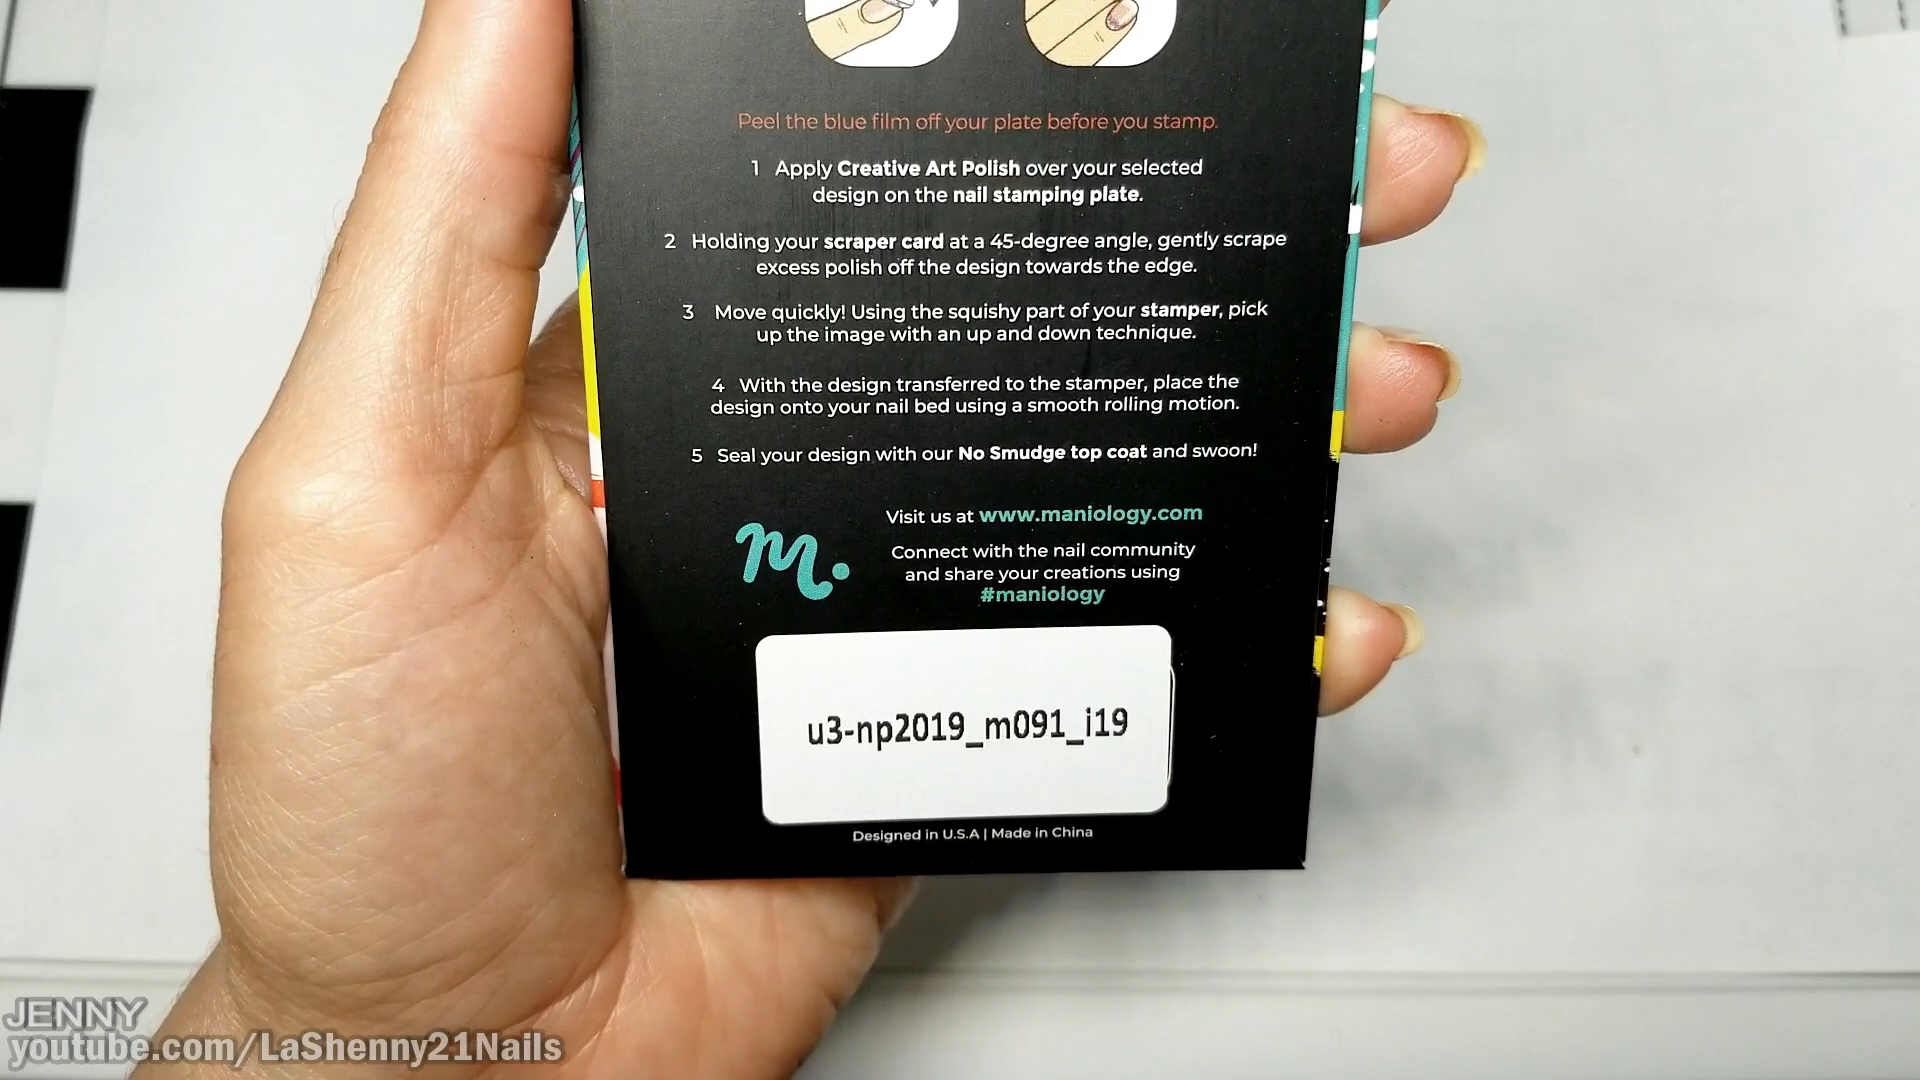 Peel the blue film off your plate before you stamp.
1 Apply Creative Art Polish over your selected
design on the nail stamping plate.
2 Holding your scraper card at a 45-degree angle, gently scrape
excess polish off the design towards the edge.
3 Move quickly! Using the squishy part of your stamper, pick
up the image with an up and down technique.
4 With the design transferred to the stamper, place the
design onto your nail bed using a smooth rolling motion.
5 Seal your design with our No Smudge top coat and swoon!
m.
Visit us at www.maniology.com
Connect with the nail community
and share your creations using
#maniology
u3-np2019_m091_i19
Designed in U.S.A | Made in China
JENNY
youtube.com/LaShenny21Nails